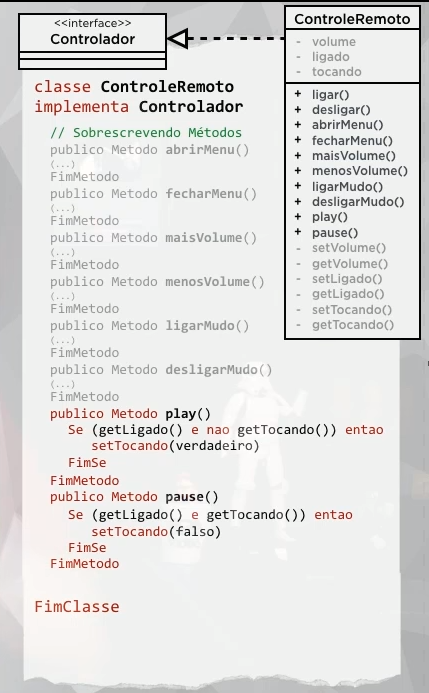 <<interface>>
Controlador
ControleRemoto
- volume
- ligado
- tocando
+ ligar()
+ desligar()
+ abrirMenu()
+ fecharMenu()
+ maisVolume()
+ menosVolume()
+ ligarMudo()
+ desligarMudo()
+ play()
+ pause()
- setVolume()
- getVolume()
- setLigado()
- getLigado()
- setTocando()
- getTocando()
classe ControleRemoto
implementa Controlador
// Sobrescrevendo Métodos
publico Metodo abrirMenu()
(...)
FimMetodo
publico Metodo fecharMenu()
(...)
FimMetodo
publico Metodo maisVolume()
(...)
FimMetodo
publico Metodo menosVolume()
(...)
FimMetodo
publico Metodo ligarMudo()
(...)
FimMetodo
publico Metodo desligarMudo()
(...)
FimMetodo
publico Metodo play()
Se (getLigado() e nao getTocando()) entao
setTocando(verdadeiro)
FimSe
FimMetodo
publico Metodo pause()
Se (getLigado() e getTocando()) entao
setTocando(falso)
FimSe
FimMetodo
FimClasse